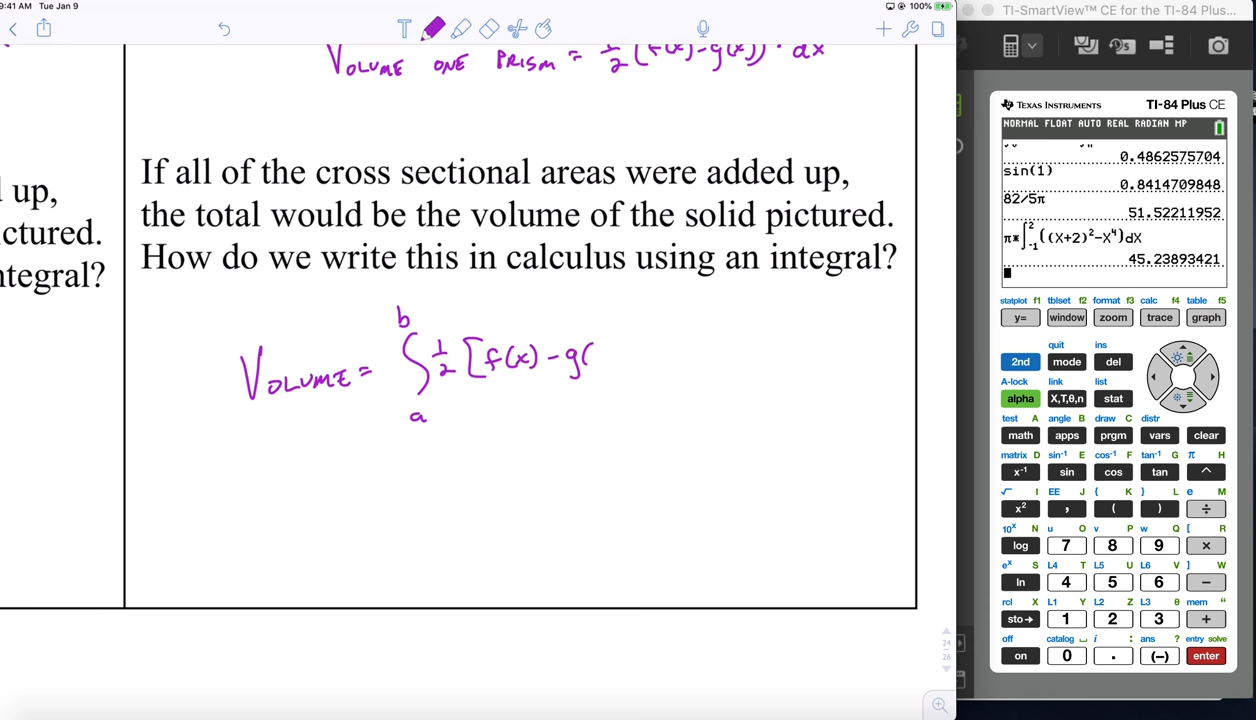 9:41 AM Tue Jan 9
100%
TI-SmartView™ CE for the TI-84 Plus...
VOLUME ONE PRISM = 1/2 (f(x)-g(x)) · dx
up,
ctured.
ntegral?
If all of the cross sectional areas were added up,
the total would be the volume of the solid pictured.
How do we write this in calculus using an integral?
VOLUME = ∫ₐᵇ 1/2 [f(x) - g(
24
26
TEXAS INSTRUMENTS TI-84 Plus CE
NORMAL FLOAT AUTO REAL RADIAN MP
0.4862575704
sin(1)
0.8414709848
82/5π
51.52211952
π*∫₋₁²((X+2)²-X⁴)dX
45.23893421
statplot f1 tblset f2 format f3 calc f4 table f5
y= window zoom trace graph
quit ins
2nd mode del
A-lock link list
alpha X,T,θ,n stat
test A angle B draw C distr
math apps prgm vars clear
matrix D sin⁻¹ E cos⁻¹ F tan⁻¹ G π H
x⁻¹ sin cos tan ^
√ I EE J { K } L e M
x² , ( ) ÷
10ˣ N u O v P w Q [ R
log 7 8 9 ×
eˣ S L4 T L5 U L6 V ] W
ln 4 5 6 −
rcl X L1 Y L2 Z L3 θ mem “
sto→ 1 2 3 +
off catalog ⎵ i : ans ? entry solve
on 0 . (−) enter